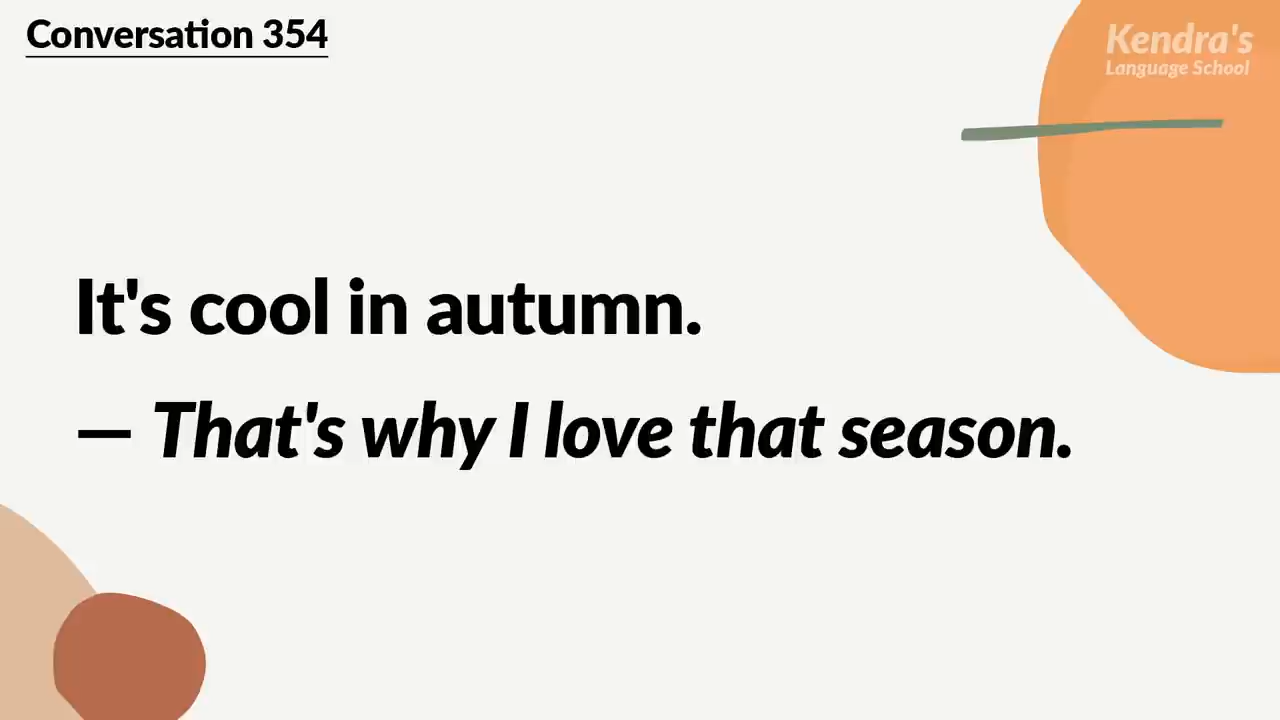 Conversation 354
Kendra's
Language School
It's cool in autumn.
— That's why I love that season.